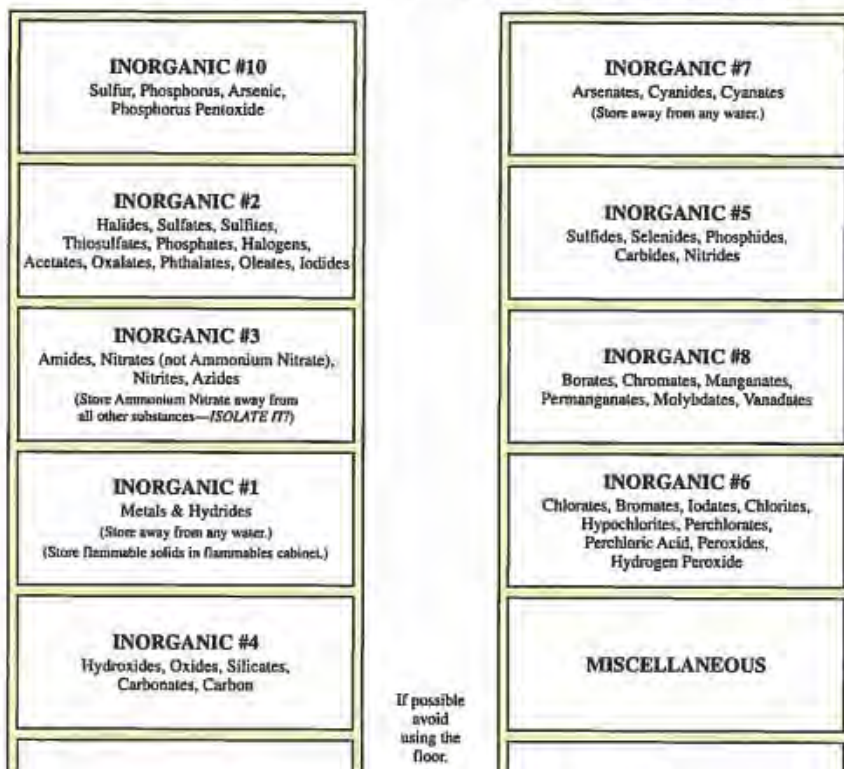 INORGANIC #10
Sulfur, Phosphorus, Arsenic,
Phosphorus Pentoxide
INORGANIC #2
Halides, Sulfates, Sulfites,
Thiosulfates, Phosphates, Halogens,
Acetates, Oxalates, Phthalates, Oleates, Iodides
INORGANIC #3
Amides, Nitrates (not Ammonium Nitrate),
Nitrites, Azides
(Store Ammonium Nitrate away from
all other substances—ISOLATE IT!)
INORGANIC #1
Metals & Hydrides
(Store away from any water.)
(Store flammable solids in flammables cabinet.)
INORGANIC #4
Hydroxides, Oxides, Silicates,
Carbonates, Carbon
If possible
avoid
using the
floor.
INORGANIC #7
Arsenates, Cyanides, Cyanates
(Store away from any water.)
INORGANIC #5
Sulfides, Selenides, Phosphides,
Carbides, Nitrides
INORGANIC #8
Borates, Chromates, Manganates,
Permanganates, Molybdates, Vanadates
INORGANIC #6
Chlorates, Bromates, Iodates, Chlorites,
Hypochlorites, Perchlorates,
Perchloric Acid, Peroxides,
Hydrogen Peroxide
MISCELLANEOUS